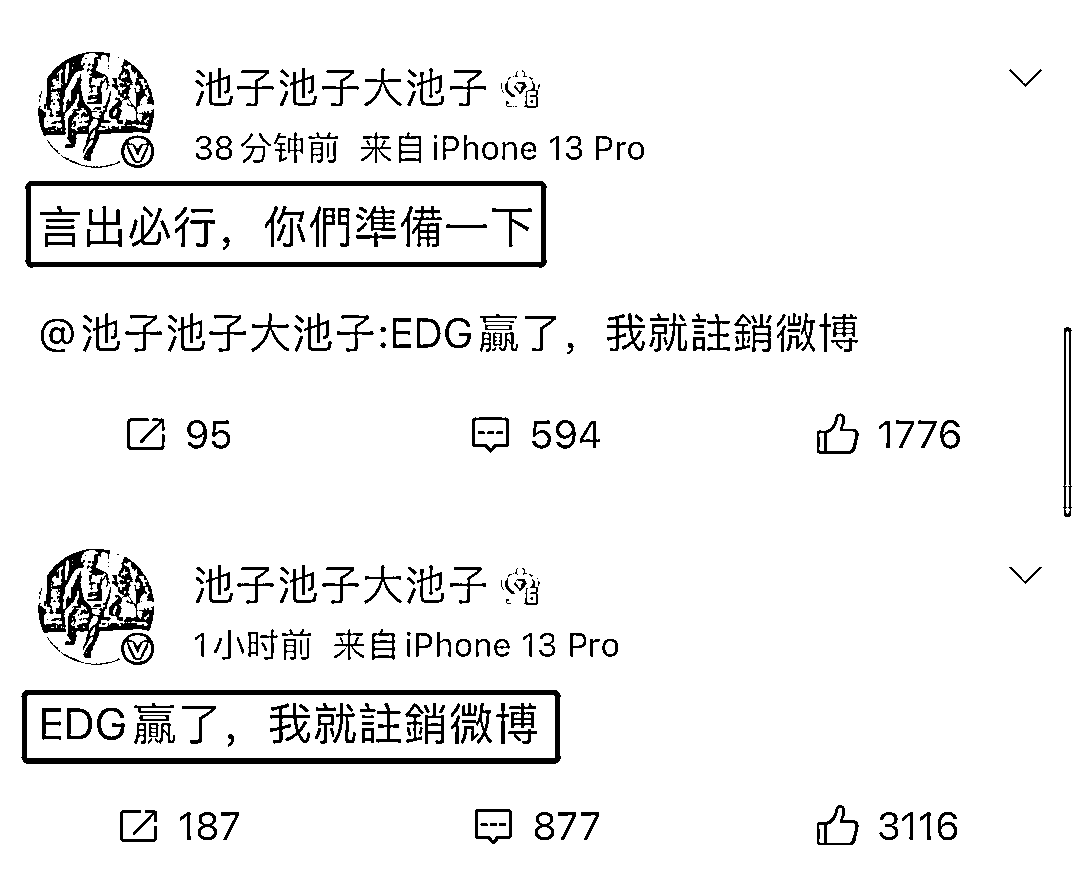 池子池子大池子
38分钟前 来自iPhone 13 Pro
言出必行，你們準備一下
@池子池子大池子:EDG贏了，我就註銷微博
95 594 1776
池子池子大池子
1小时前 来自iPhone 13 Pro
EDG贏了，我就註銷微博
187 877 3116